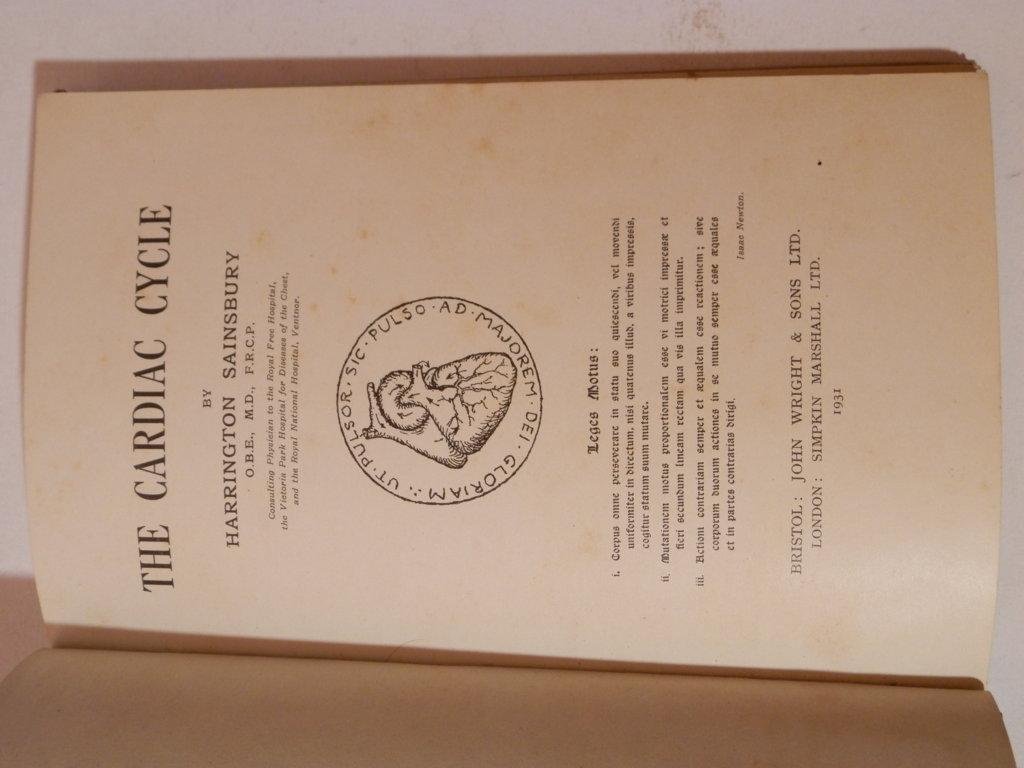 THE CARDIAC CYCLE
BY
HARRINGTON SAINSBURY
O.B.E., M.D., F.R.C.P.
Consulting Physician to the Royal Free Hospital,
the Victoria Park Hospital for Diseases of the Chest,
and the Royal National Hospital, Ventnor.
UT · PULSOR · SIC · PULSO · AD · MAJOREM · DEI · GLORIAM ∴
Leges Motus :
i. Corpus omne perseverare in statu suo quiescendi, vel movendi
uniformiter in directum, nisi quatenus illud, a viribus impressis,
cogitur statum suum mutare.
ii. Mutationem motus proportionalem esse vi motrici impressæ et
fieri secundum lineam rectam qua vis illa imprimitur.
iii. Actioni contrariam semper et æqualem esse reactionem ; sive
corporum duorum actiones in se mutuo semper esse æquales
et in partes contrarias dirigi.
Isaac Newton.
BRISTOL : JOHN WRIGHT & SONS LTD.
LONDON : SIMPKIN MARSHALL LTD.
1931